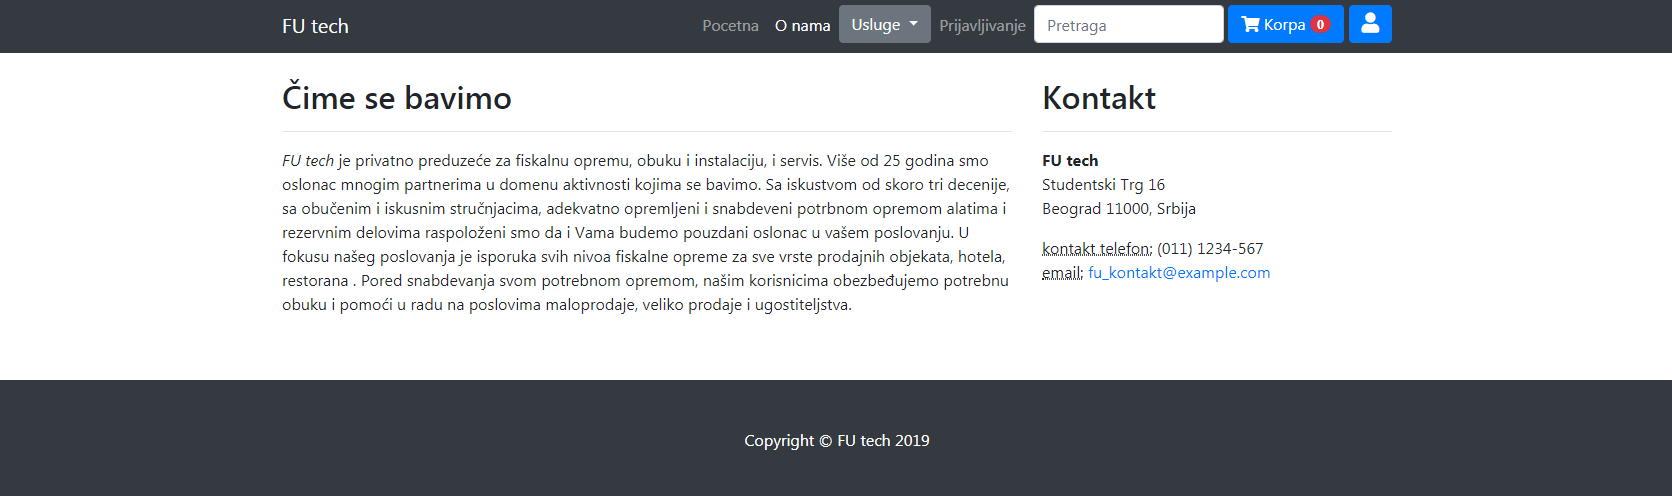 FU tech Pocetna O nama Usluge Prijavljivanje Pretraga Korpa 0
Čime se bavimo
FU tech je privatno preduzeće za fiskalnu opremu, obuku i instalaciju, i servis. Više od 25 godina smo
oslonac mnogim partnerima u domenu aktivnosti kojima se bavimo. Sa iskustvom od skoro tri decenije,
sa obučenim i iskusnim stručnjacima, adekvatno opremljeni i snabdeveni potrbnom opremom alatima i
rezervnim delovima raspoloženi smo da i Vama budemo pouzdani oslonac u vašem poslovanju. U
fokusu našeg poslovanja je isporuka svih nivoa fiskalne opreme za sve vrste prodajnih objekata, hotela,
restorana . Pored snabdevanja svom potrebnom opremom, našim korisnicima obezbeđujemo potrebnu
obuku i pomoći u radu na poslovima maloprodaje, veliko prodaje i ugostiteljstva.
Kontakt
FU tech
Studentski Trg 16
Beograd 11000, Srbija
kontakt telefon: (011) 1234-567
email: fu_kontakt@example.com
Copyright © FU tech 2019